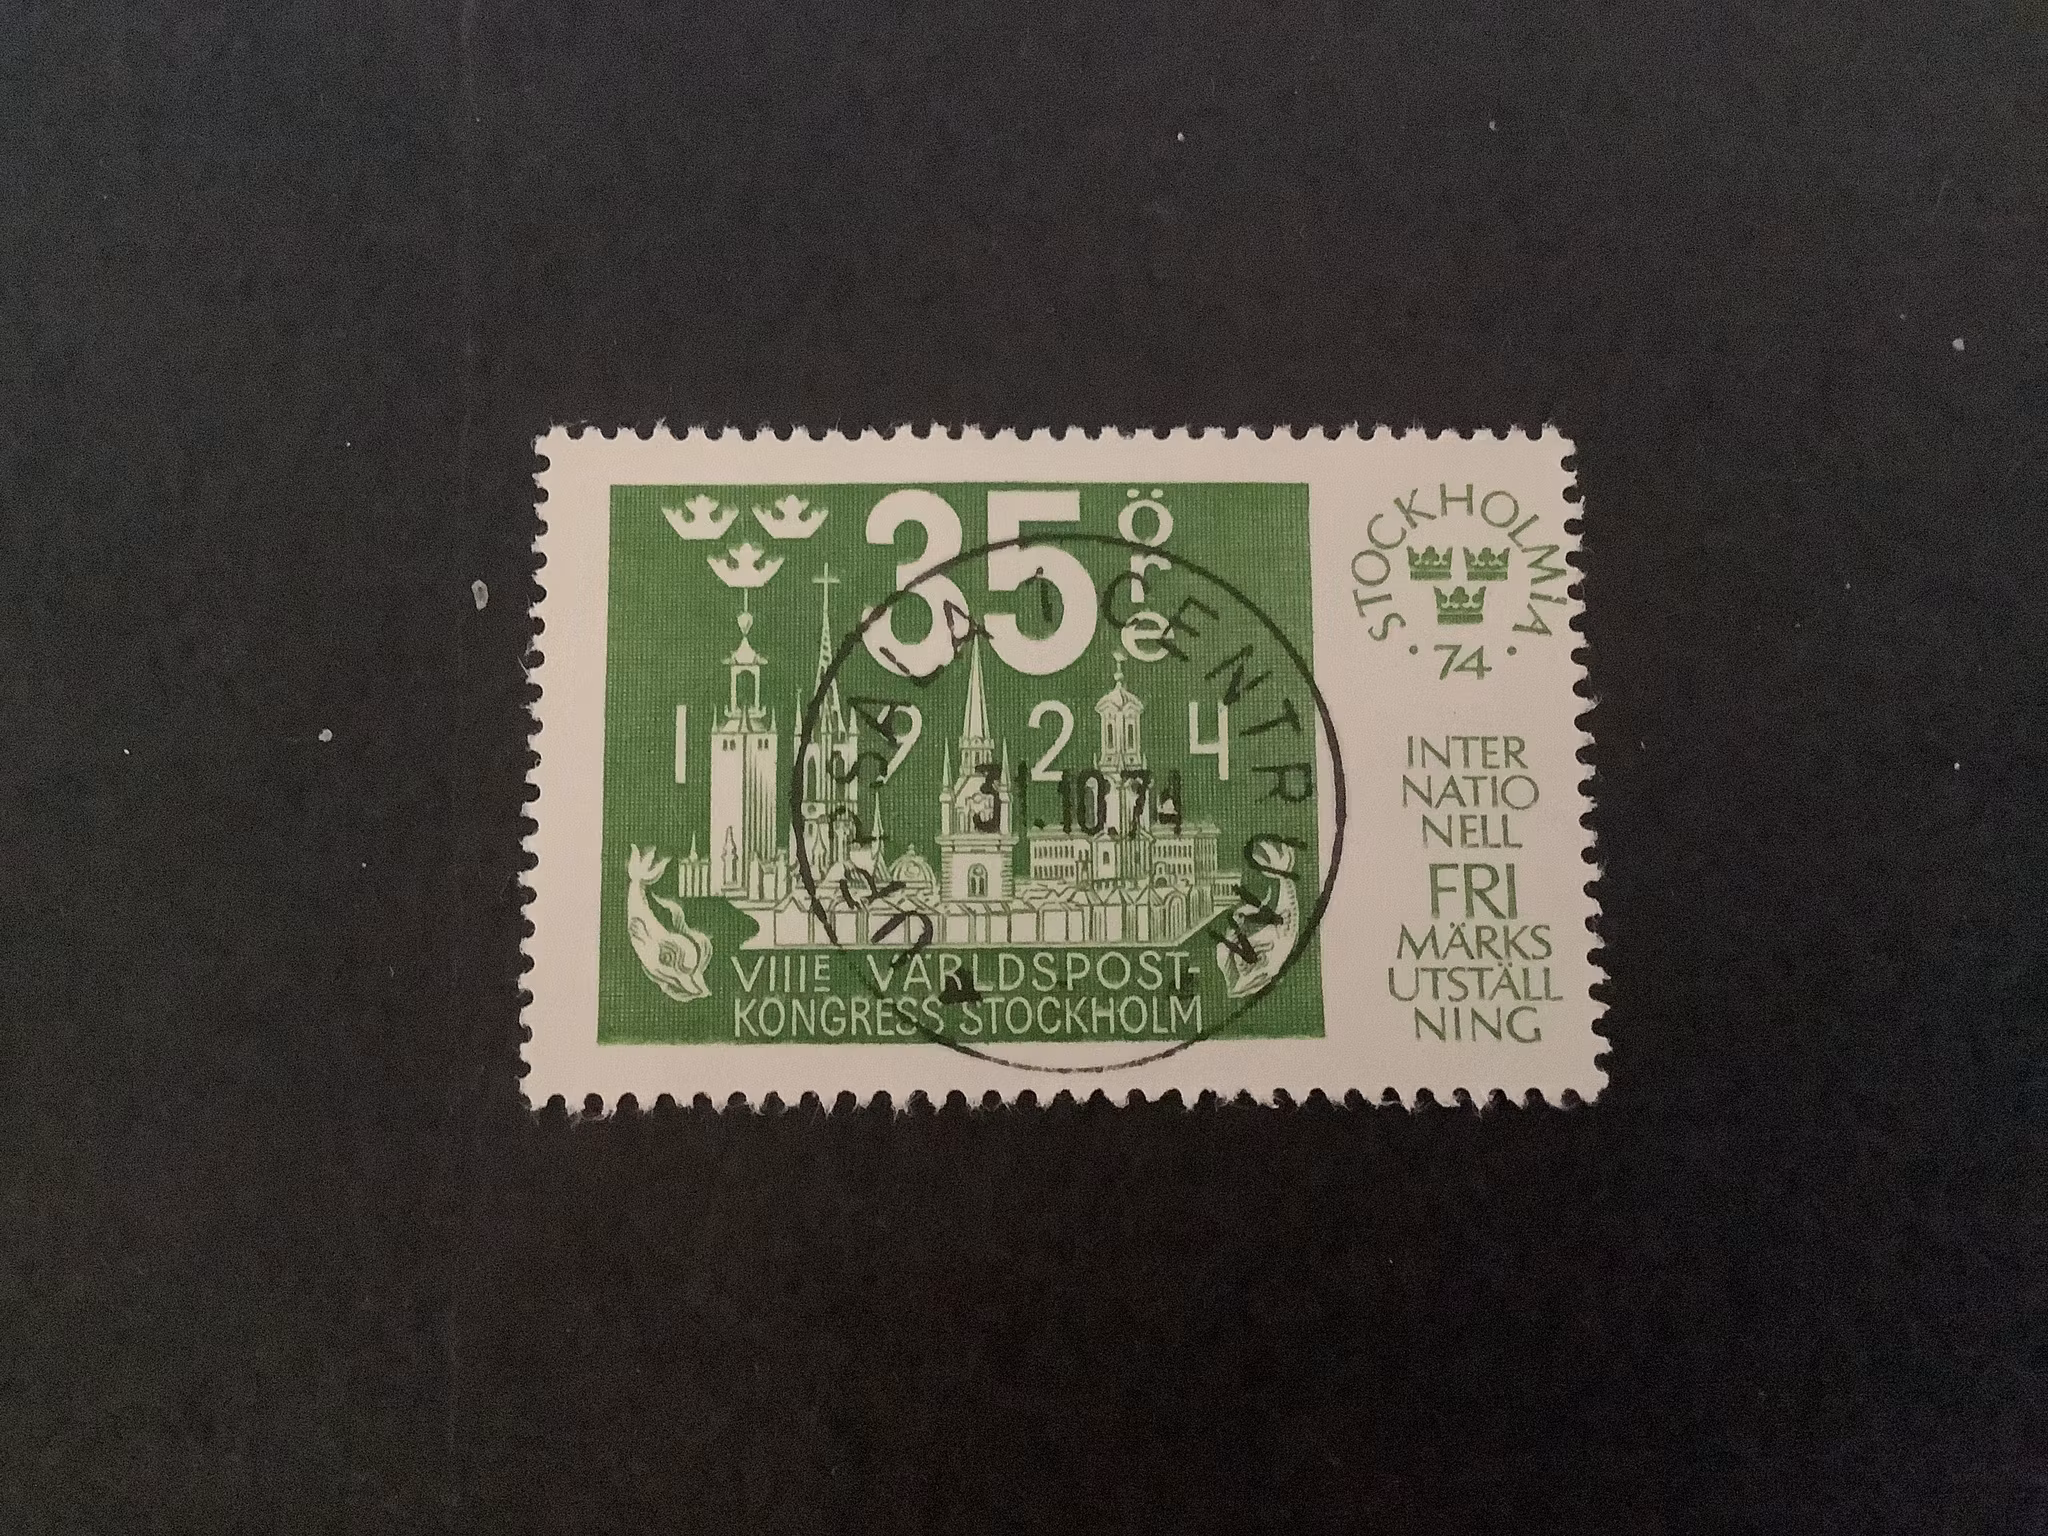 35 öre
1 9 2 4
VIIIE VÄRLDSPOST-
KONGRESS STOCKHOLM
STOCKHOLMIA
· 74 ·
INTER
NATIO
NELL
FRI
MÄRKS
UTSTÄLL
NING
UPPSALA 1 CENTRUM
31.10.74